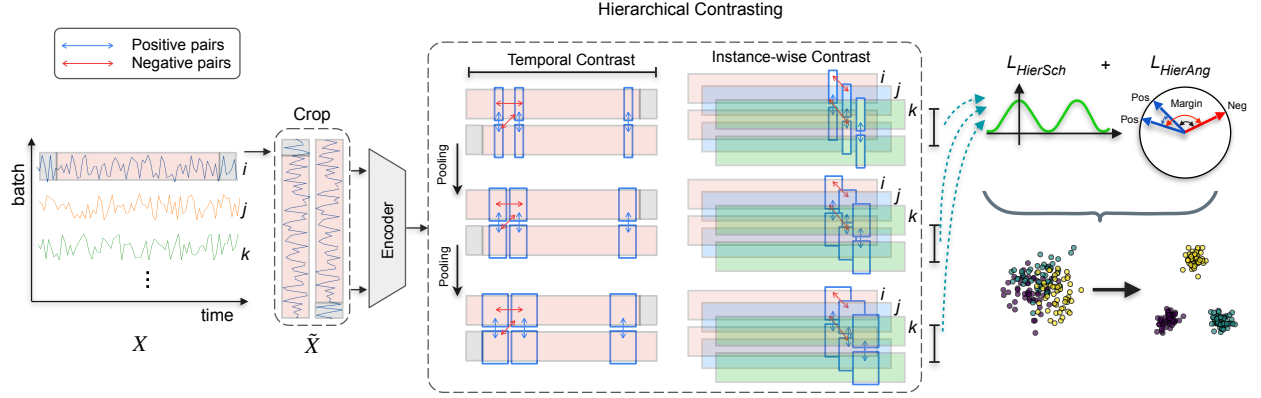 Hierarchical Contrasting
Positive pairs
Negative pairs
Temporal Contrast
Instance-wise Contrast
L_HierSch + L_HierAng
i
j
k
Pos
Pos
Margin
Neg
Crop
batch
i
j
k
⋮
time
X
X̃
Encoder
Pooling
Pooling
i
j
k
i
j
k